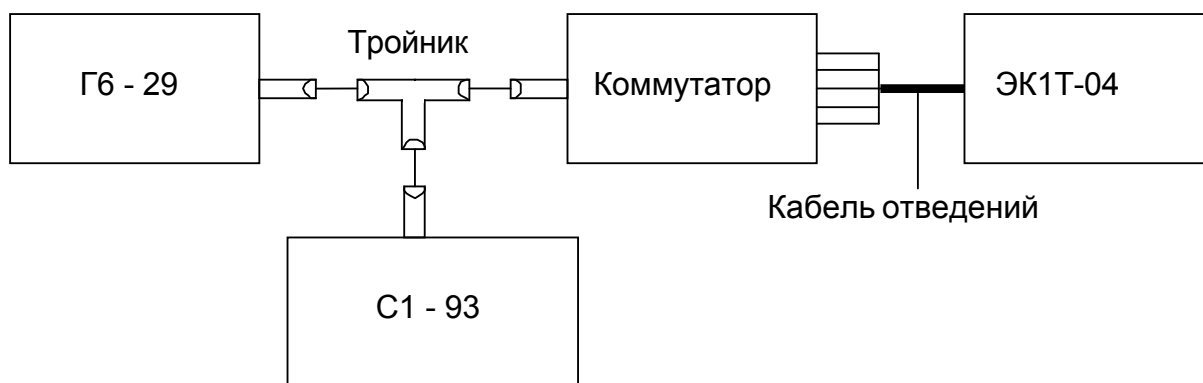 Тройник
Г6 - 29
Коммутатор
ЭК1Т-04
Кабель отведений
С1 - 93